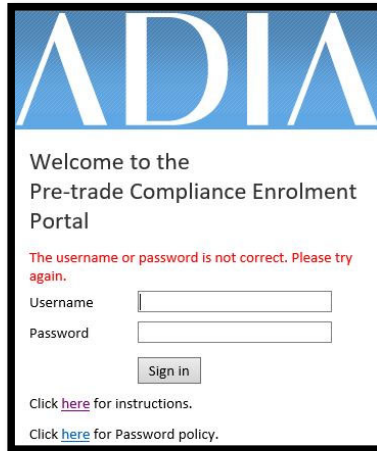 ADIA
Welcome to the
Pre-trade Compliance Enrolment
Portal
The username or password is not correct. Please try
again.
Username
Password
Sign in
Click here for instructions.
Click here for Password policy.